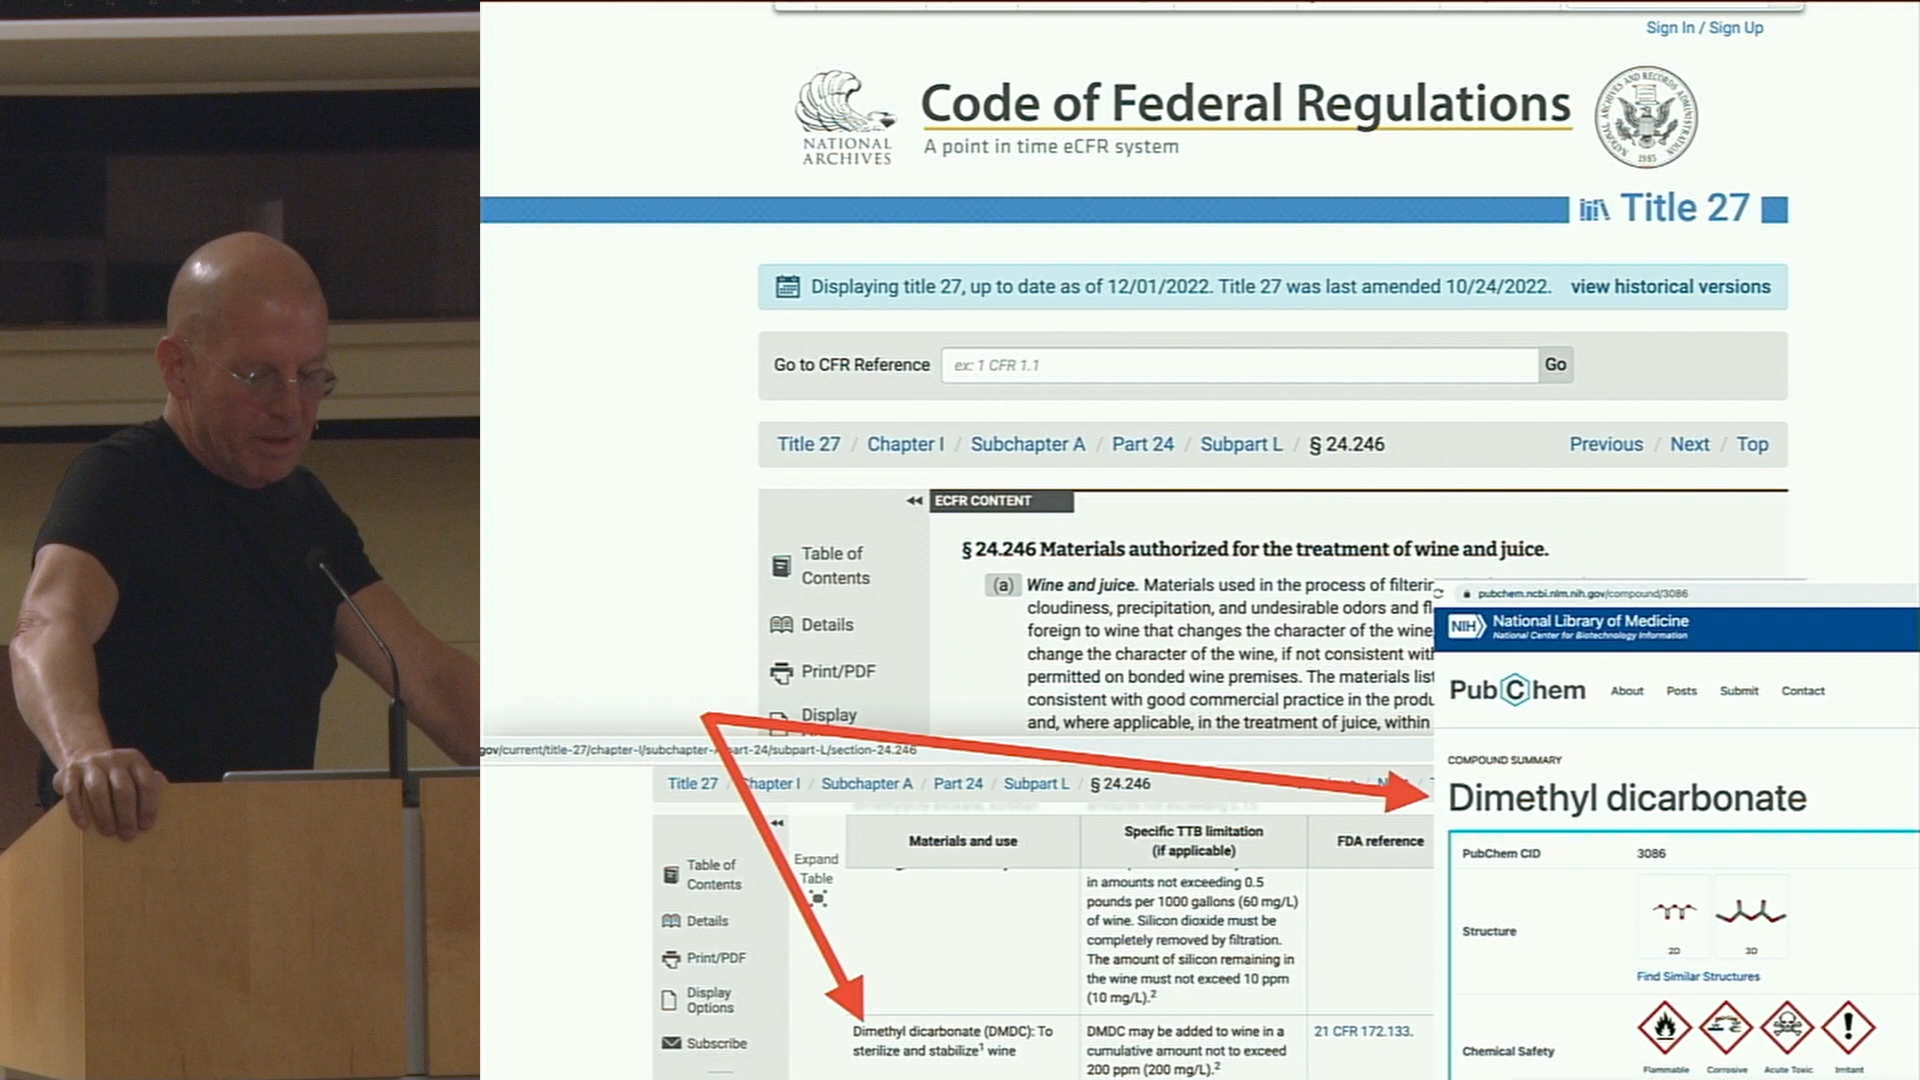 Sign In / Sign Up
NATIONAL
ARCHIVES
Code of Federal Regulations
A point in time eCFR system
1985
Title 27
Displaying title 27, up to date as of 12/01/2022. Title 27 was last amended 10/24/2022. view historical versions
Go to CFR Reference
ex: 1 CFR 1.1
Go
Title 27 / Chapter I / Subchapter A / Part 24 / Subpart L / § 24.246
Previous / Next / Top
ECFR CONTENT
Table of
Contents
Details
Print/PDF
Display
§ 24.246 Materials authorized for the treatment of wine and juice.
(a) Wine and juice. Materials used in the process of
cloudiness, precipitation, and undesirable odors and
foreign to wine that changes the character of the wine,
change the character of the wine, if not consistent
permitted on bonded wine premises. The materials
consistent with good commercial practice in the
and, where applicable, in the treatment of juice, within
gov/current/title-27/chapter-I/subchapter-A/part-24/subpart-L/section-24.246
Title 27 / Chapter I / Subchapter A / Part 24 / Subpart L / § 24.246
Table of
Contents
Details
Print/PDF
Display
Options
Subscribe
Expand
Table
Materials and use
Specific TTB limitation
(if applicable)
FDA reference
in amounts not exceeding 0.5
pounds per 1000 gallons (60 mg/L)
of wine. Silicon dioxide must be
completely removed by filtration.
The amount of silicon remaining in
the wine must not exceed 10 ppm
(10 mg/L).2
Dimethyl dicarbonate (DMDC): To
sterilize and stabilize1 wine
DMDC may be added to wine in a
cumulative amount not to exceed
200 ppm (200 mg/L).2
21 CFR 172.133.
pubchem.ncbi.nlm.nih.gov/compound/3086
NIH National Library of Medicine
National Center for Biotechnology Information
PubChem About Posts Submit Contact
COMPOUND SUMMARY
Dimethyl dicarbonate
PubChem CID 3086
Structure
2D 3D
Find Similar Structures
Chemical Safety
Flammable Corrosive Acute Toxic Irritant